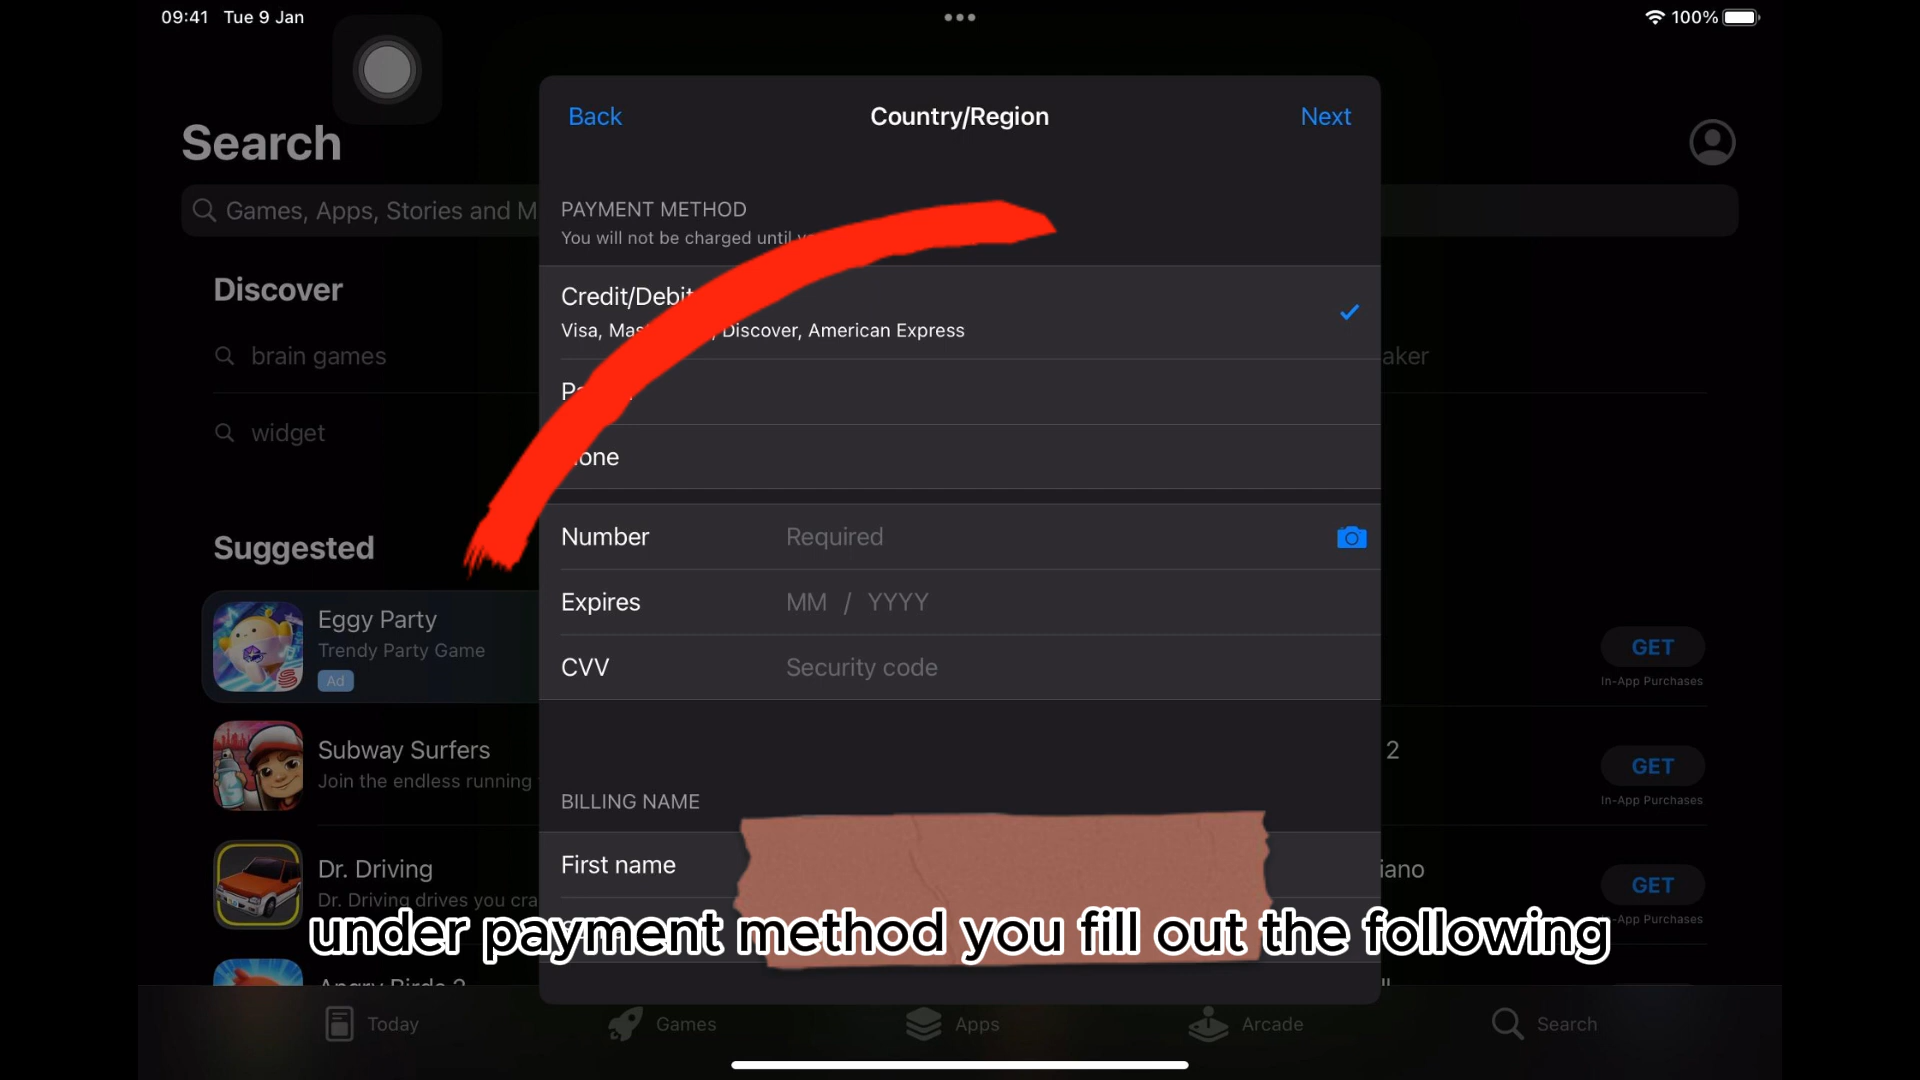 09:41 Tue 9 Jan
100%
Back
Country/Region
Next
Search
Games, Apps, Stories and M
PAYMENT METHOD
You will not be charged until
Discover
Credit/Debit
Visa, Discover, American Express
brain games
aker
widget
one
Number Required
Suggested
Expires MM / YYYY
Eggy Party
Trendy Party Game
Ad
GET
In-App Purchases
CVV Security code
Subway Surfers
Join the endless running
2
GET
In-App Purchases
BILLING NAME
First name
Dr. Driving
Dr. Driving drives you cra
iano
GET
-App Purchases
under payment method you fill out the following
Angry Birds 2
Today
Games
Apps
Arcade
Search